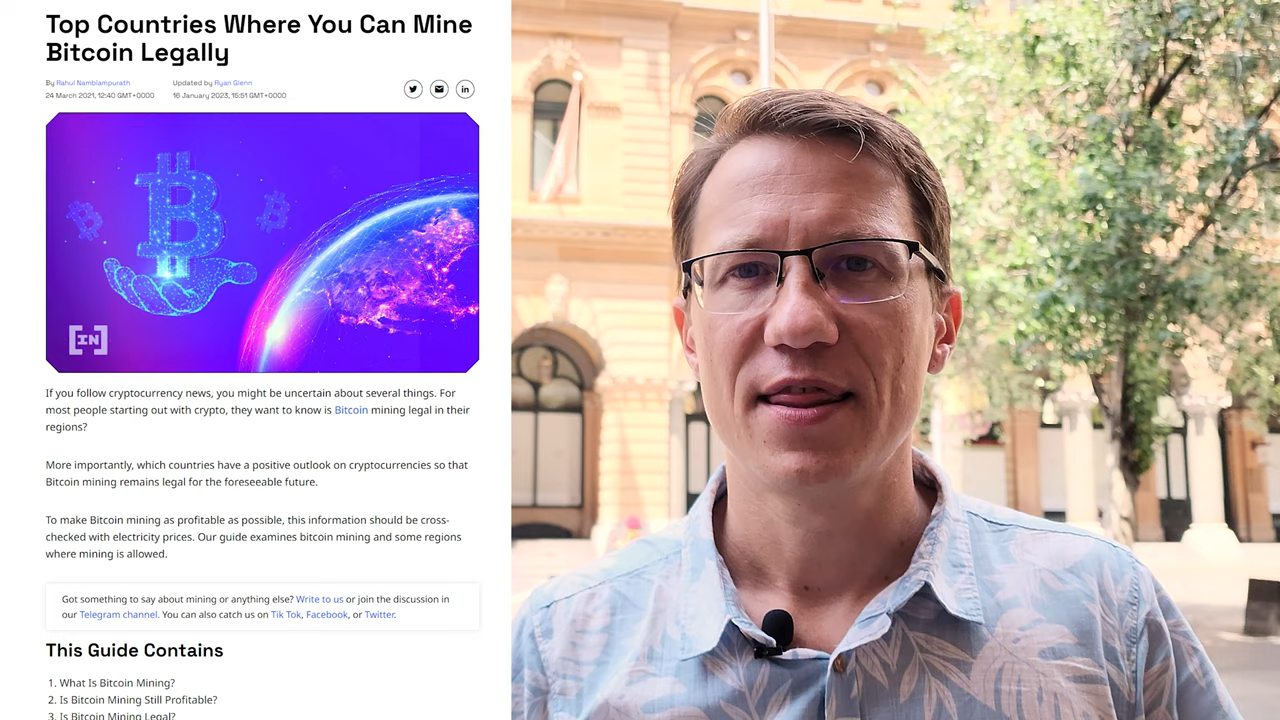 Top Countries Where You Can Mine
Bitcoin Legally
By Rahul Nambiampurath
Updated by Ryan Glenn
24 March 2021, 12:40 GMT+0000
16 January 2023, 15:51 GMT+0000
[IN]
If you follow cryptocurrency news, you might be uncertain about several things. For
most people starting out with crypto, they want to know is Bitcoin mining legal in their
regions?
More importantly, which countries have a positive outlook on cryptocurrencies so that
Bitcoin mining remains legal for the foreseeable future.
To make Bitcoin mining as profitable as possible, this information should be cross-
checked with electricity prices. Our guide examines bitcoin mining and some regions
where mining is allowed.
Got something to say about mining or anything else? Write to us or join the discussion in
our Telegram channel. You can also catch us on Tik Tok, Facebook, or Twitter.
This Guide Contains
1. What Is Bitcoin Mining?
2. Is Bitcoin Mining Still Profitable?
3. Is Bitcoin Mining Legal?